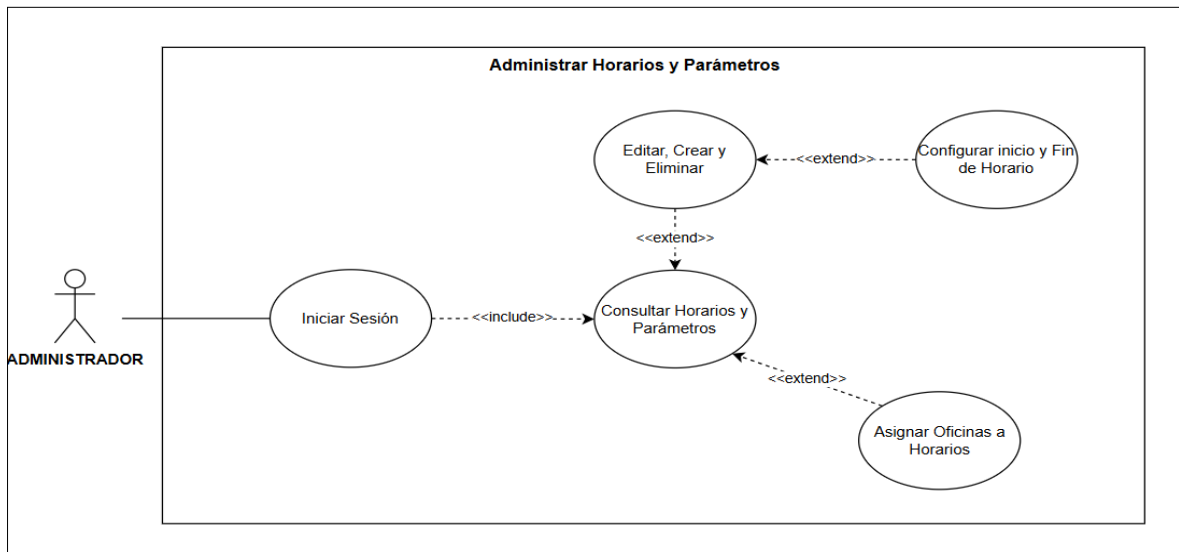 Administrar Horarios y Parámetros
Editar, Crear y
Eliminar
<<extend>>
Configurar inicio y Fin
de Horario
<<extend>>
Iniciar Sesión
<<include>>
Consultar Horarios y
Parámetros
ADMINISTRADOR
<<extend>>
Asignar Oficinas a
Horarios